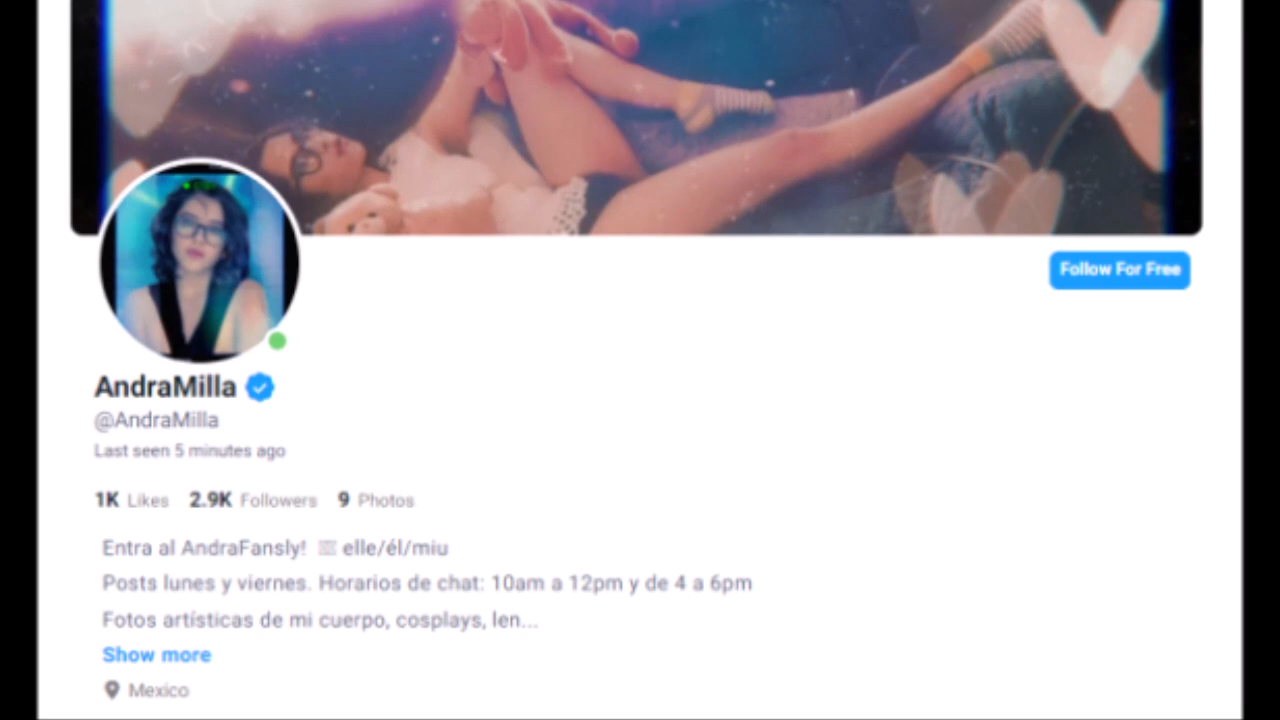 Follow For Free
AndraMilla
@AndraMilla
Last seen 5 minutes ago
1K Likes 2.9K Followers 9 Photos
Entra al AndraFansly! elle/él/miu
Posts lunes y viernes. Horarios de chat: 10am a 12pm y de 4 a 6pm
Fotos artísticas de mi cuerpo, cosplays, len...
Show more
Mexico